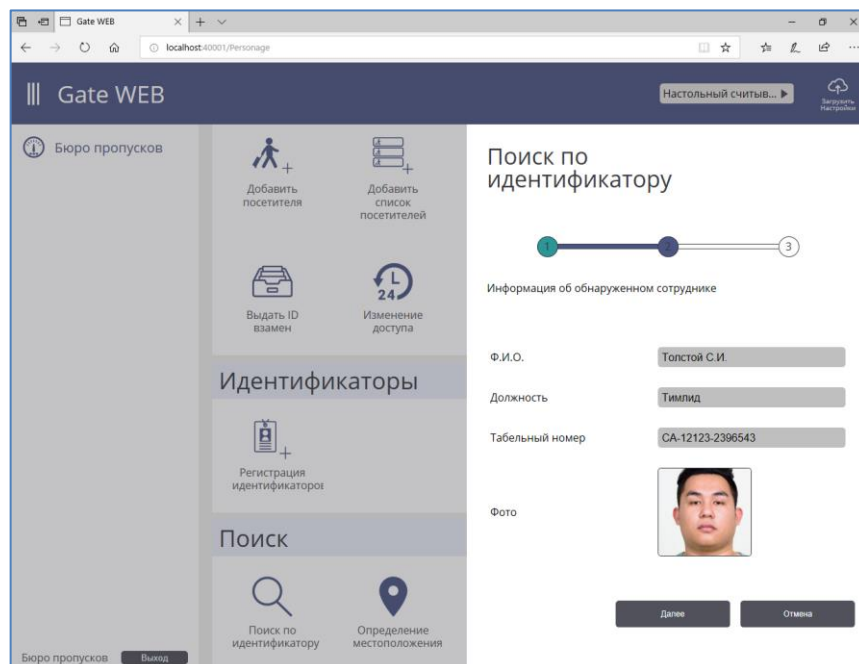 Gate WEB
localhost:40001/Personage
Gate WEB
Настольный считыв...
Загрузить
Настройки
Бюро пропусков
Добавить
посетителя
Добавить
список
посетителей
Выдать ID
взамен
24
Изменение
доступа
Идентификаторы
Регистрация
идентификаторов
Поиск
Поиск по
идентификатору
Определение
местоположения
Бюро пропусков
Выход
Поиск по
идентификатору
1
2
3
Информация об обнаруженном сотруднике
Ф.И.О.
Толстой С.И.
Должность
Тимлид
Табельный номер
СА-12123-2396543
Фото
Далее
Отмена